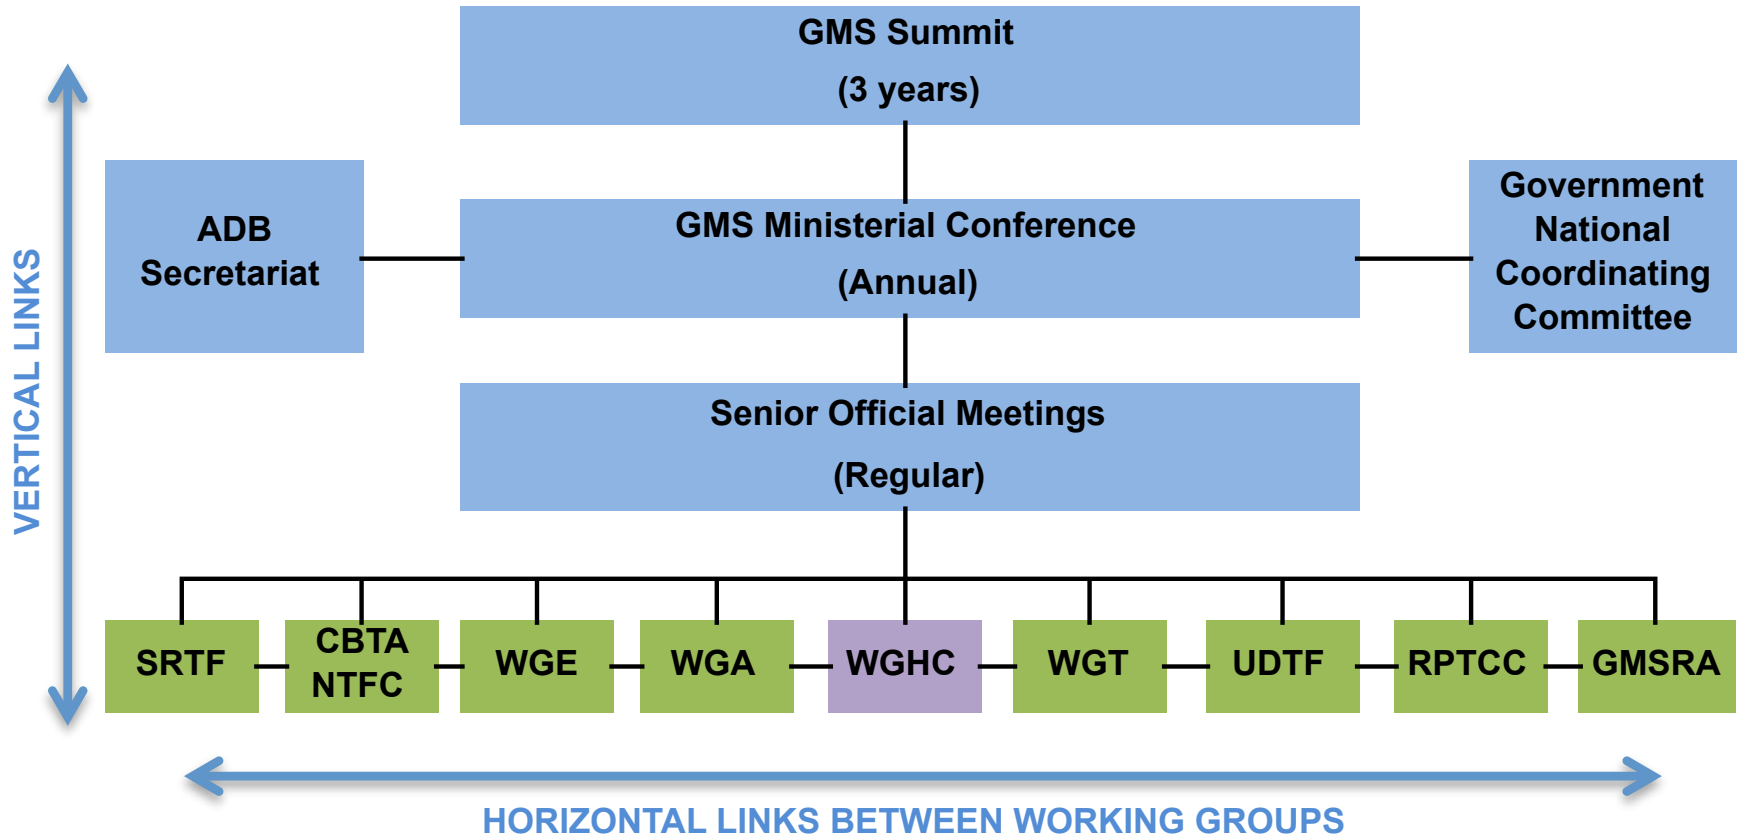 GMS Summit
(3 years)
ADB
Secretariat
GMS Ministerial Conference
(Annual)
Government
National
Coordinating
Committee
Senior Official Meetings
(Regular)
VERTICAL LINKS
SRTF
CBTA
NTFC
WGE
WGA
WGHC
WGT
UDTF
RPTCC
GMSRA
HORIZONTAL LINKS BETWEEN WORKING GROUPS